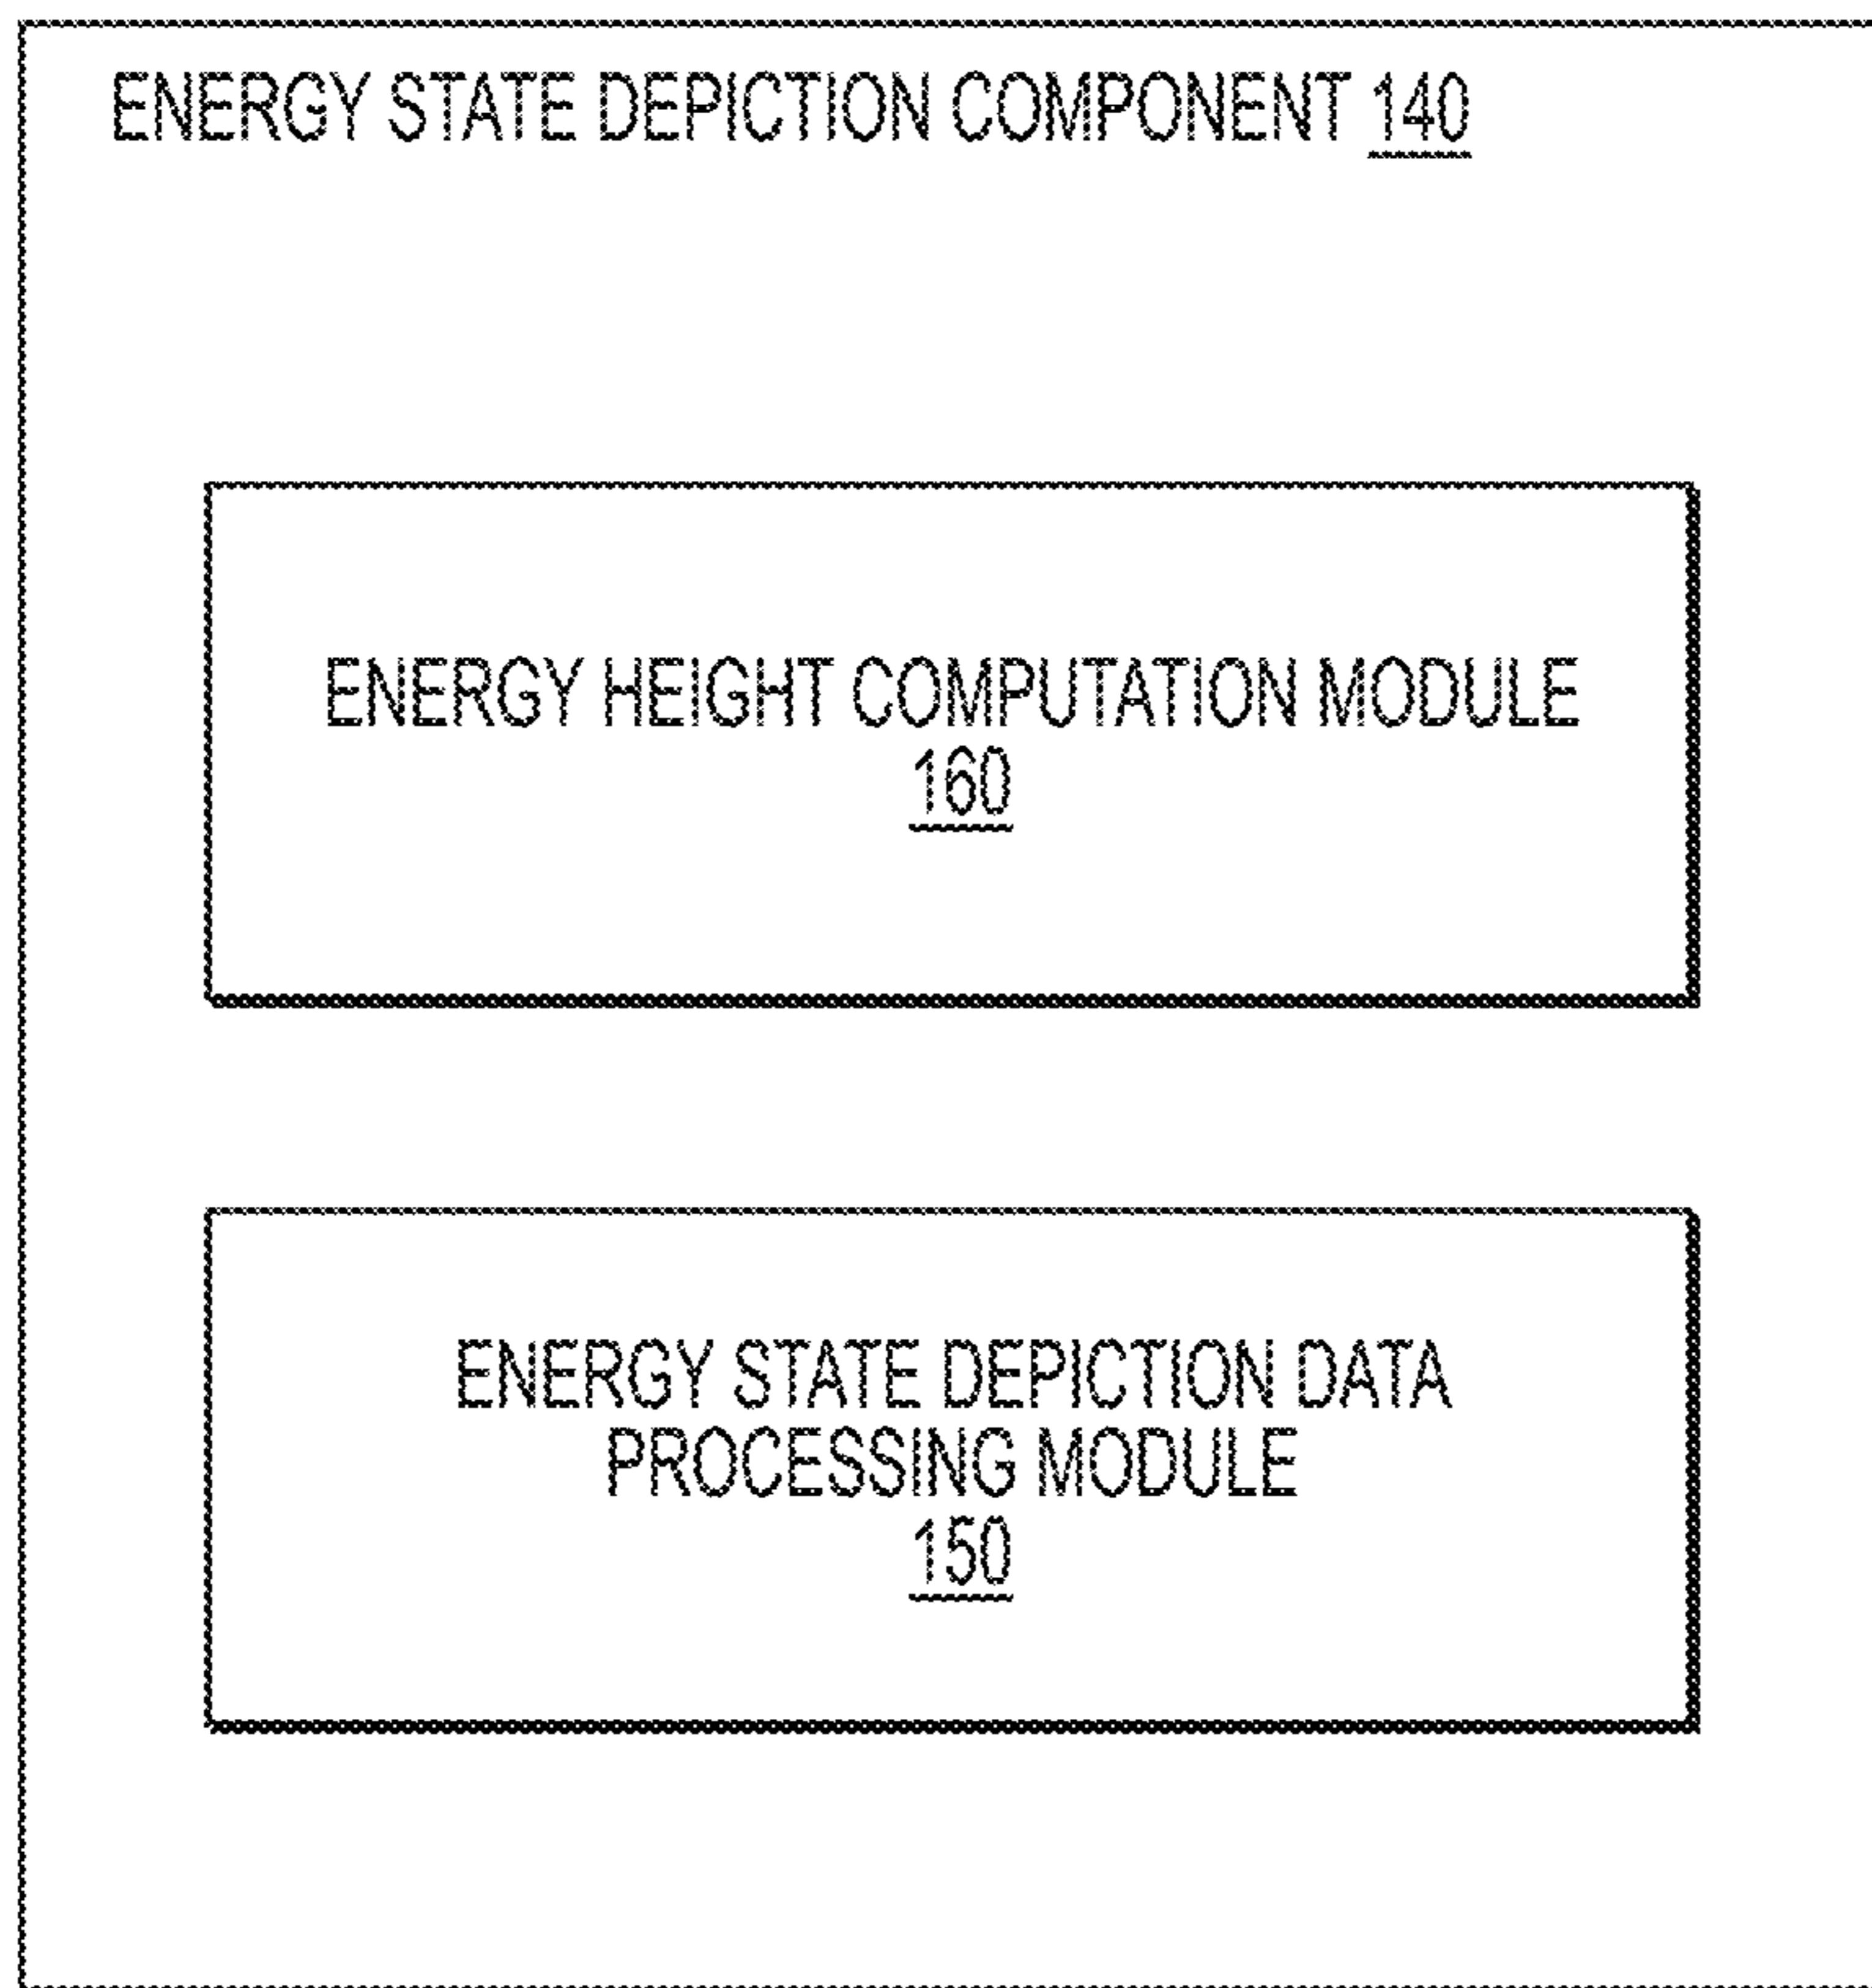 ENERGY STATE DEPICTION COMPONENT 140
ENERGY HEIGHT COMPUTATION MODULE
160
ENERGY STATE DEPICTION DATA
PROCESSING MODULE
150